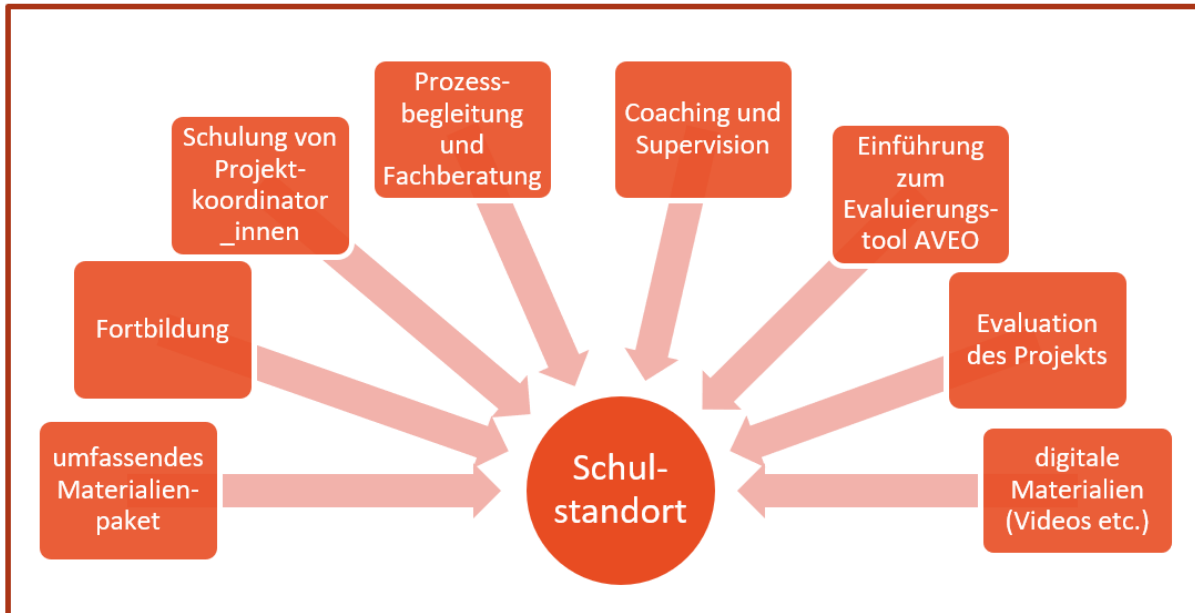 Prozess-
begleitung
und
Fachberatung
Coaching und
Supervision
Schulung von
Projekt-
koordinator
_innen
Einführung
zum
Evaluierungs-
tool AVEO
Fortbildung
Evaluation
des Projekts
umfassendes
Materialien-
paket
Schul-
standort
digitale
Materialien
(Videos etc.)